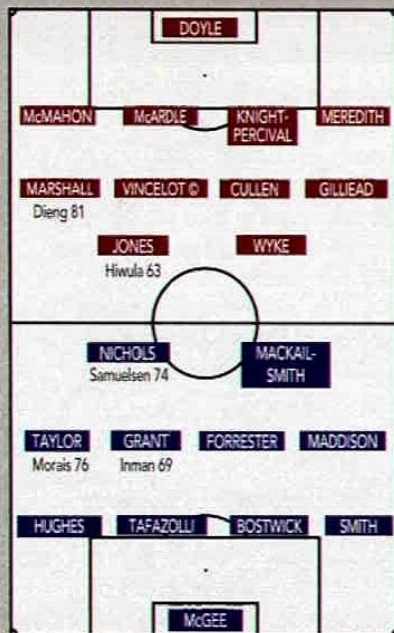 DOYLE
McMAHON McARDLE KNIGHT-PERCIVAL MEREDITH
MARSHALL VINCELOT © CULLEN GILLIEAD
Dieng 81
JONES WYKE
Hiwula 63
NICHOLS MACKAIL-SMITH
Samuelsen 74
TAYLOR GRANT FORRESTER MADDISON
Morais 76 Inman 69
HUGHES TAFAZOLLI BOSTWICK SMITH
McGEE